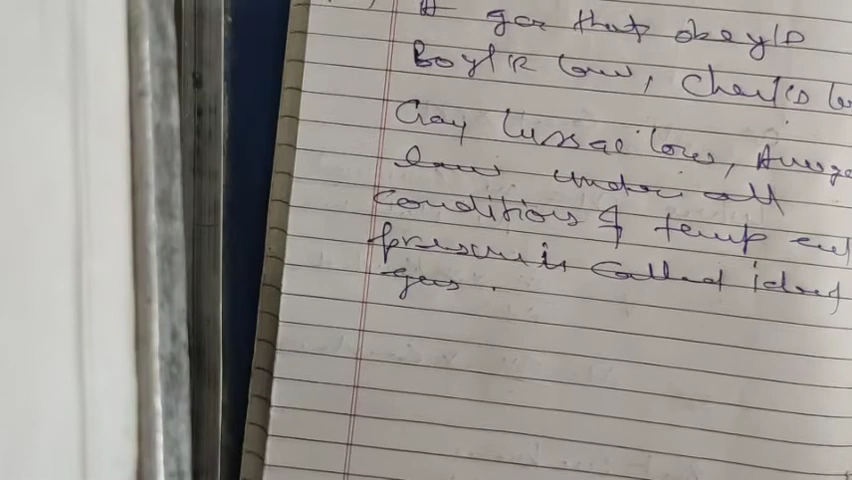 A gas that obeys
Boyle law, Charles
Gay Lussac law,
law under all
conditions of temp and
pressure is called ideal
gas.